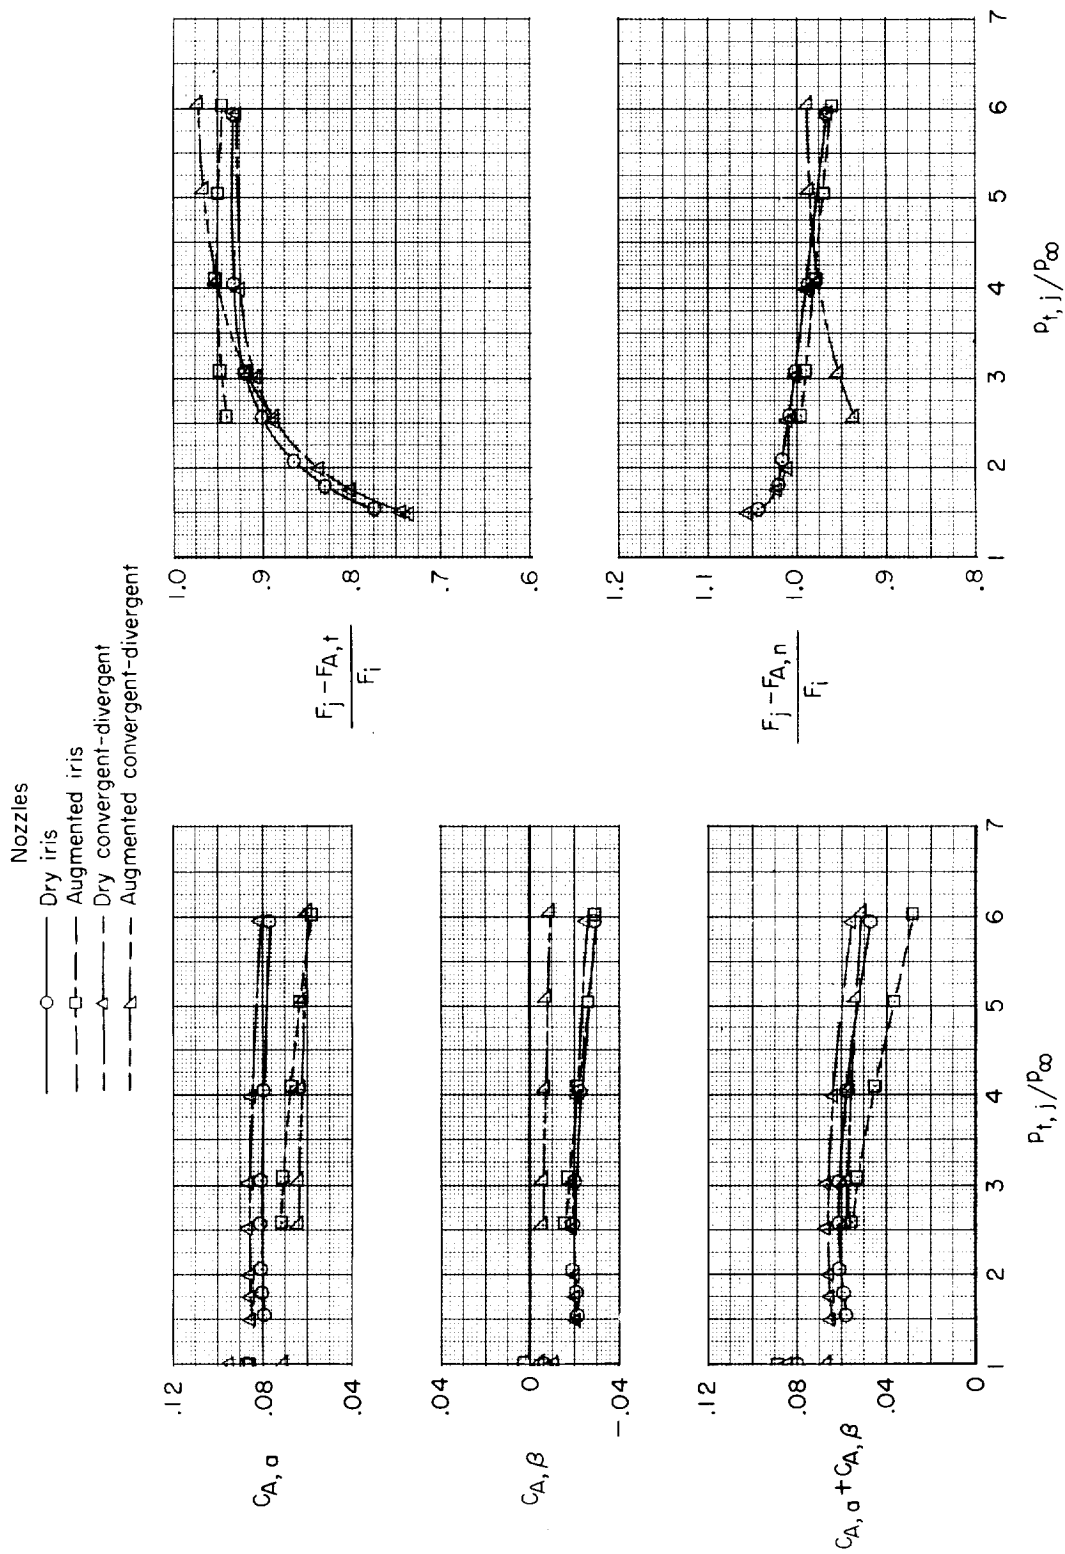 Nozzles
Dry iris
Augmented iris
Dry convergent-divergent
Augmented convergent-divergent
.12
.08
.04
C_A,a
0
-.04
C_A,β
.12
.08
.04
0
C_A,a + C_A,β
1 2 3 4 5 6 7
p_t,j/p_∞
1.0
.9
.8
.7
.6
F_j - F_A,t
F_i
1.2
1.1
1.0
.9
.8
F_j - F_A,n
F_i
1 2 3 4 5 6 7
p_t,j/p_∞